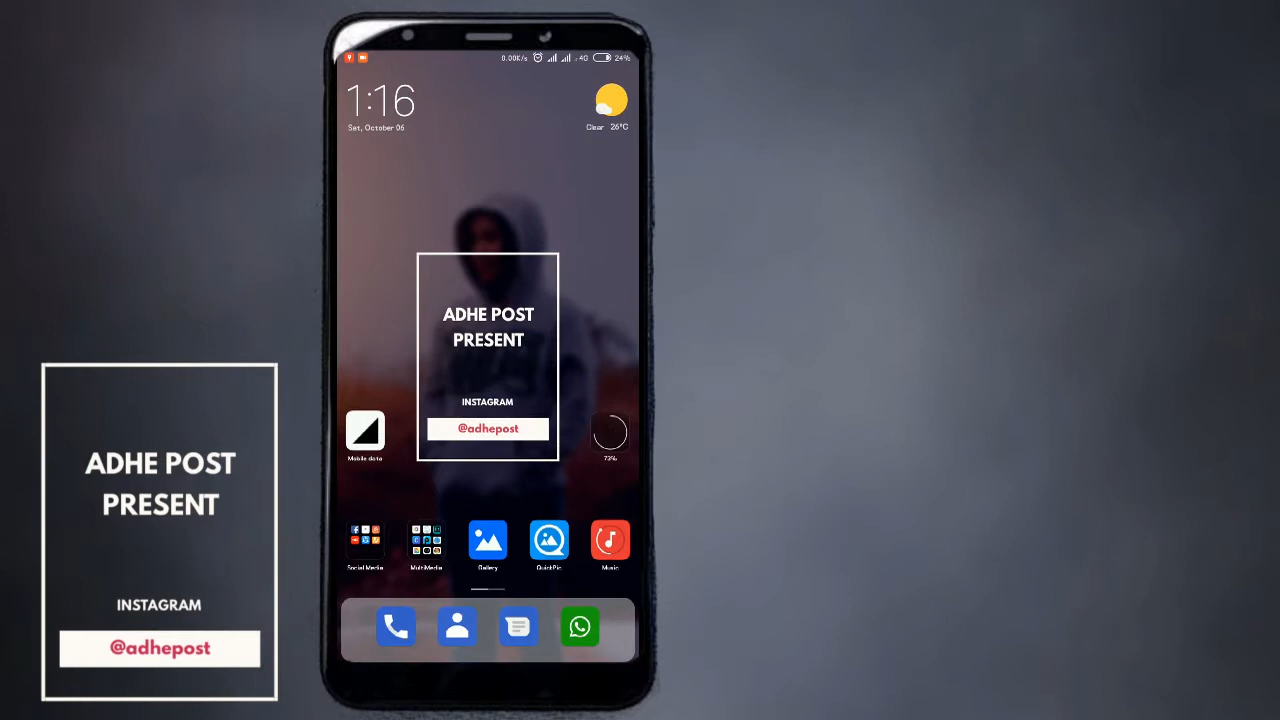 0.00K/s 4G 24%
1:16
Sat, October 06
Clear 26°C
ADHE POST
PRESENT
INSTAGRAM
@adhepost
Mobile data
73%
Social Media
MultiMedia
Gallery
QuickPic
Music
ADHE POST
PRESENT
INSTAGRAM
@adhepost